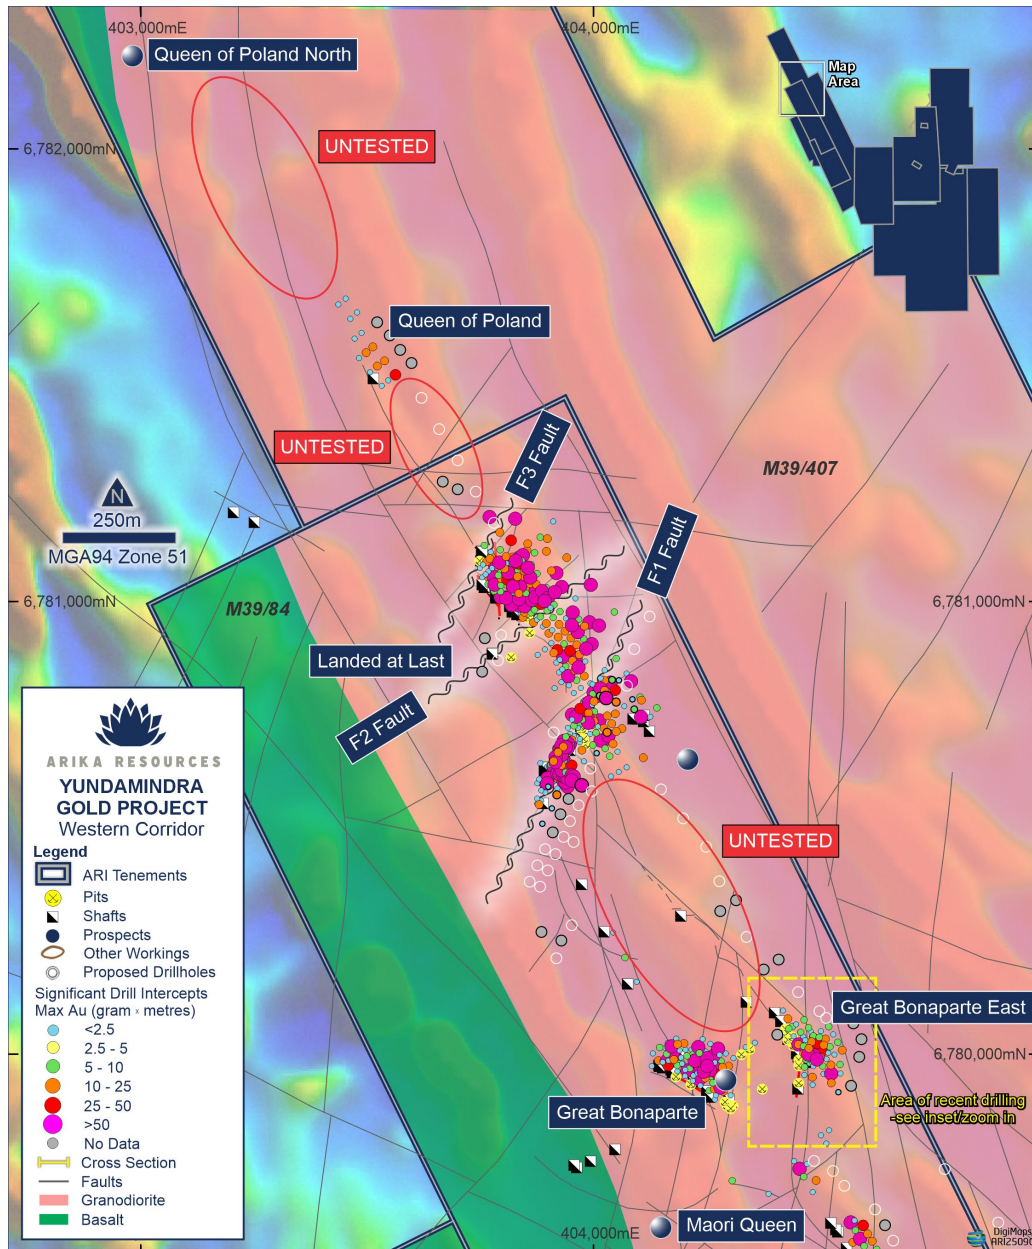 403,000mE
404,000mE
Queen of Poland North
Map
Area
UNTESTED
6,782,000mN
Queen of Poland
UNTESTED
F3 Fault
M39/407
N
250m
MGA94 Zone 51
F1 Fault
6,781,000mN
6,781,000mN
M39/84
Landed at Last
F2 Fault
ARIKA RESOURCES
YUNDAMINDRA
GOLD PROJECT
Western Corridor
Legend
ARI Tenements
Pits
Shafts
Prospects
Other Workings
Proposed Drillholes
Significant Drill Intercepts
Max Au (gram x metres)
<2.5
2.5 - 5
5 - 10
10 - 25
25 - 50
>50
No Data
Cross Section
Faults
Granodiorite
Basalt
UNTESTED
Great Bonaparte East
6,780,000mN
Area of recent drilling
-see inset/zoom in
Great Bonaparte
Maori Queen
404,000mE
DigiMaps